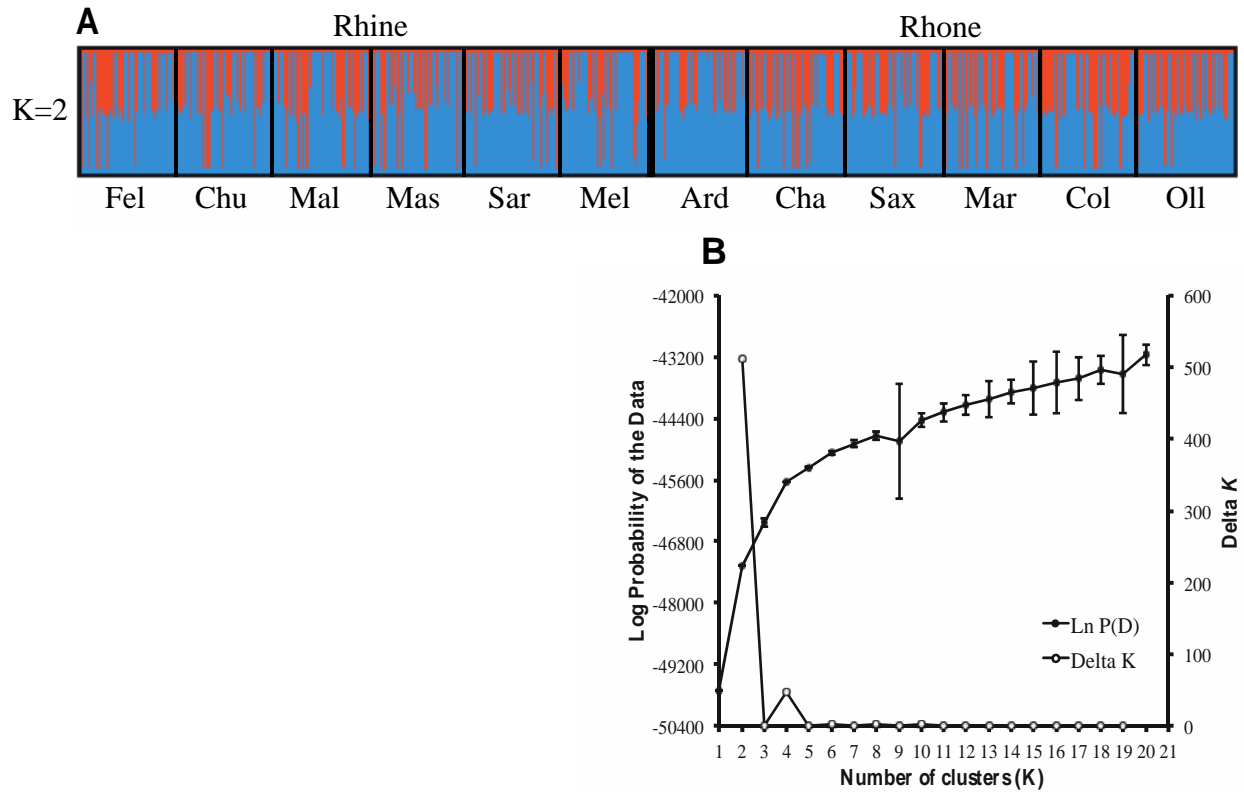 A
Rhine Rhone
K=2
Fel Chu Mal Mas Sar Mel Ard Cha Sax Mar Col Oll
B
Log Probability of the Data
-42000
-43200
-44400
-45600
-46800
-48000
-49200
-50400
600
500
400
300
200
100
0
Delta K
Ln P(D)
Delta K
1 2 3 4 5 6 7 8 9 10 11 12 13 14 15 16 17 18 19 20 21
Number of clusters (K)